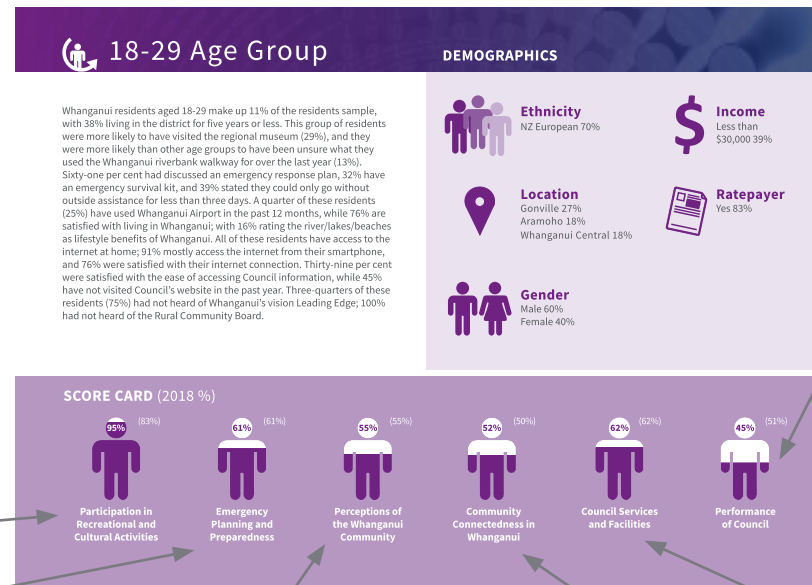 18-29 Age Group
DEMOGRAPHICS
Whanganui residents aged 18-29 make up 11% of the residents sample,
with 38% living in the district for five years or less. This group of residents
were more likely to have visited the regional museum (29%), and they
were more likely than other age groups to have been unsure what they
used the Whanganui riverbank walkway for over the last year (13%).
Sixty-one per cent had discussed an emergency response plan, 32% have
an emergency survival kit, and 39% stated they could only go without
outside assistance for less than three days. A quarter of these residents
(25%) have used Whanganui Airport in the past 12 months, while 76% are
satisfied with living in Whanganui; with 16% rating the river/lakes/beaches
as lifestyle benefits of Whanganui. All of these residents have access to the
internet at home; 91% mostly access the internet from their smartphone,
and 76% were satisfied with their internet connection. Thirty-nine per cent
were satisfied with the ease of accessing Council information, while 45%
have not visited Council's website in the past year. Three-quarters of these
residents (75%) had not heard of Whanganui's vision Leading Edge; 100%
had not heard of the Rural Community Board.
Ethnicity
NZ European 70%
Income
Less than
$30,000 39%
Location
Gonville 27%
Aramoho 18%
Whanganui Central 18%
Ratepayer
Yes 83%
Gender
Male 60%
Female 40%
SCORE CARD (2018 %)
95% (83%)
Participation in
Recreational and
Cultural Activities
61% (61%)
Emergency
Planning and
Preparedness
55% (55%)
Perceptions of
the Whanganui
Community
52% (50%)
Community
Connectedness in
Whanganui
62% (62%)
Council Services
and Facilities
45% (51%)
Performance
of Council